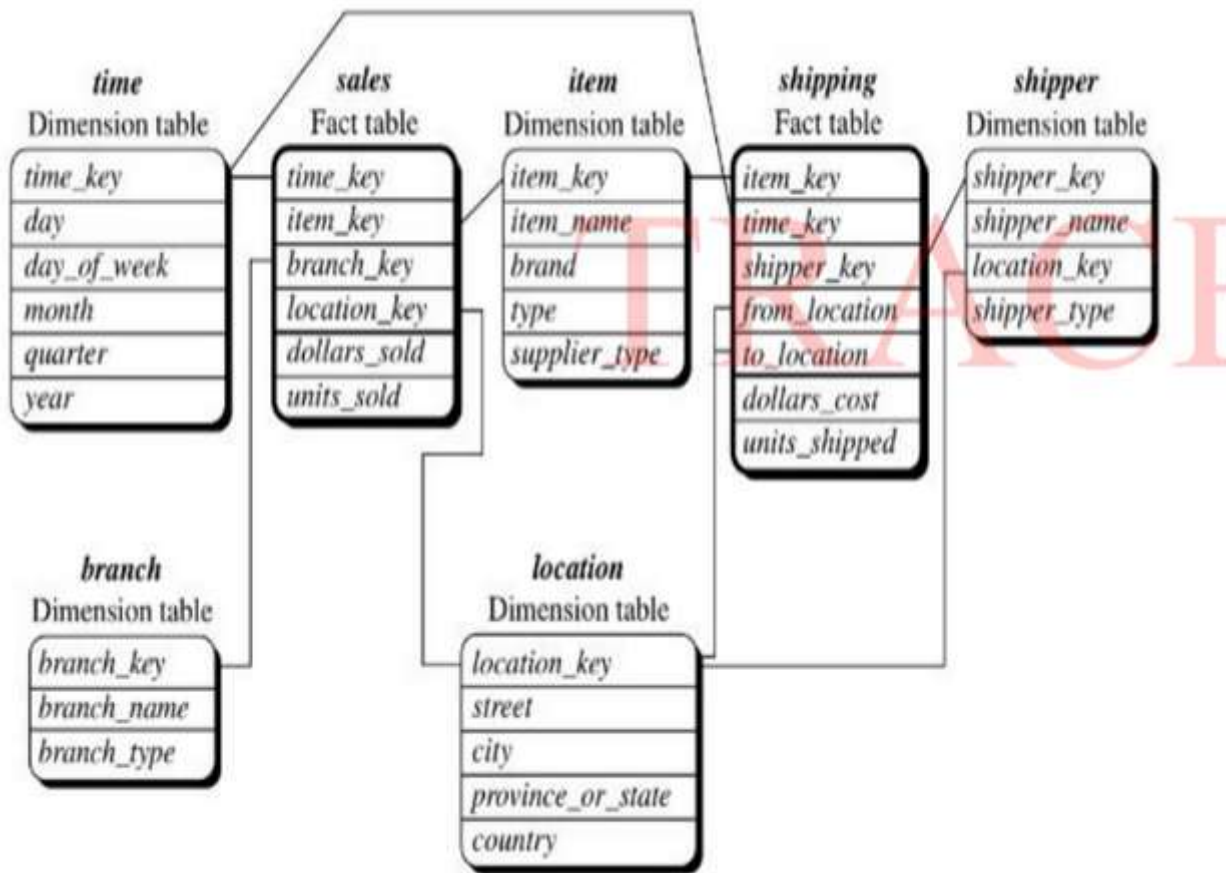 time
Dimension table
time_key
day
day_of_week
month
quarter
year
sales
Fact table
time_key
item_key
branch_key
location_key
dollars_sold
units_sold
item
Dimension table
item_key
item_name
brand
type
supplier_type
shipping
Fact table
item_key
time_key
shipper_key
from_location
to_location
dollars_cost
units_shipped
shipper
Dimension table
shipper_key
shipper_name
location_key
shipper_type
branch
Dimension table
branch_key
branch_name
branch_type
location
Dimension table
location_key
street
city
province_or_state
country
TRACE